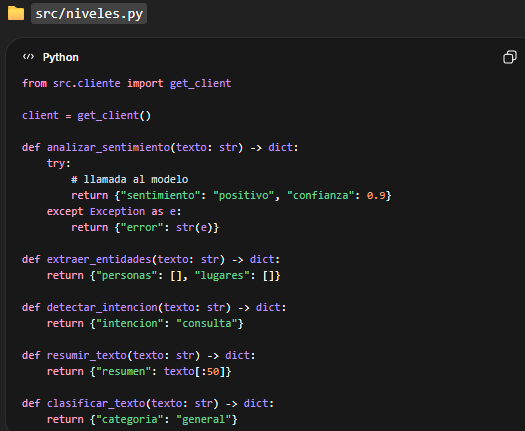 src/niveles.py
Python
from src.cliente import get_client
client = get_client()
def analizar_sentimiento(texto: str) -> dict:
    try:
        # llamada al modelo
        return {"sentimiento": "positivo", "confianza": 0.9}
    except Exception as e:
        return {"error": str(e)}
def extraer_entidades(texto: str) -> dict:
    return {"personas": [], "lugares": []}
def detectar_intencion(texto: str) -> dict:
    return {"intencion": "consulta"}
def resumir_texto(texto: str) -> dict:
    return {"resumen": texto[:50]}
def clasificar_texto(texto: str) -> dict:
    return {"categoria": "general"}